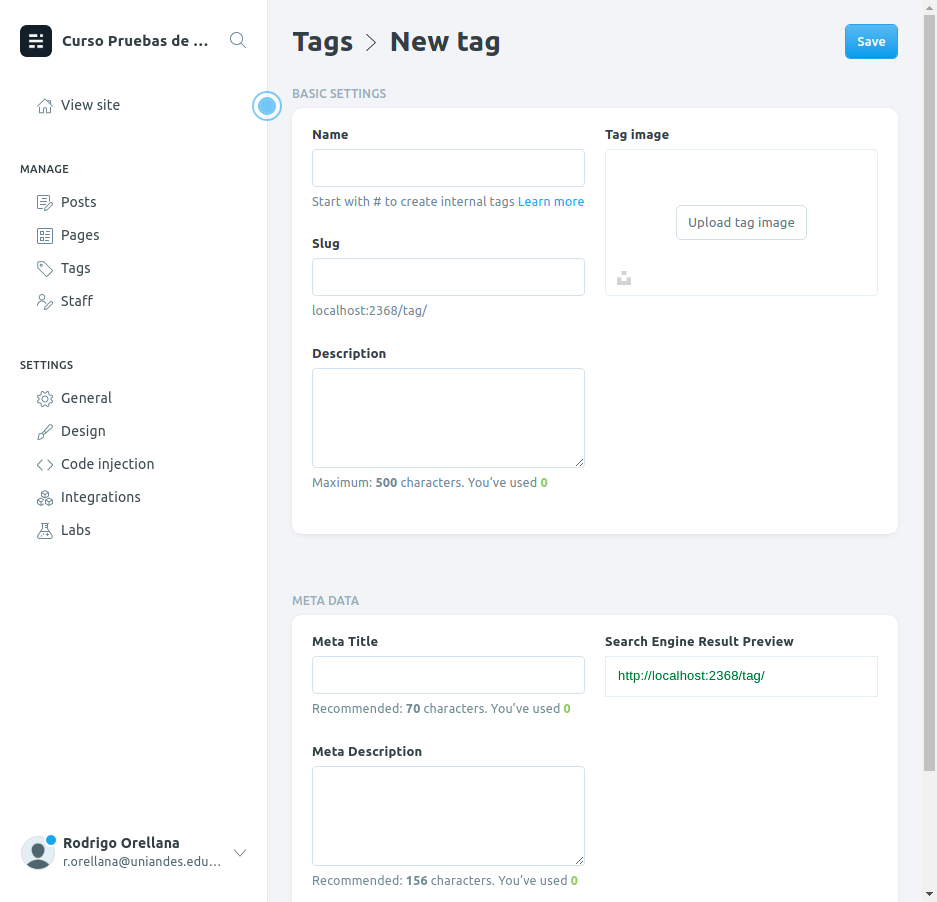 Curso Pruebas de ...
View site
MANAGE
Posts
Pages
Tags
Staff
SETTINGS
General
Design
Code injection
Integrations
Labs
Rodrigo Orellana
r.orellana@uniandes.edu...
Tags > New tag
Save
BASIC SETTINGS
Name
Start with # to create internal tags Learn more
Slug
localhost:2368/tag/
Description
Maximum: 500 characters. You’ve used 0
Tag image
Upload tag image
META DATA
Meta Title
Recommended: 70 characters. You’ve used 0
Meta Description
Recommended: 156 characters. You’ve used 0
Search Engine Result Preview
http://localhost:2368/tag/